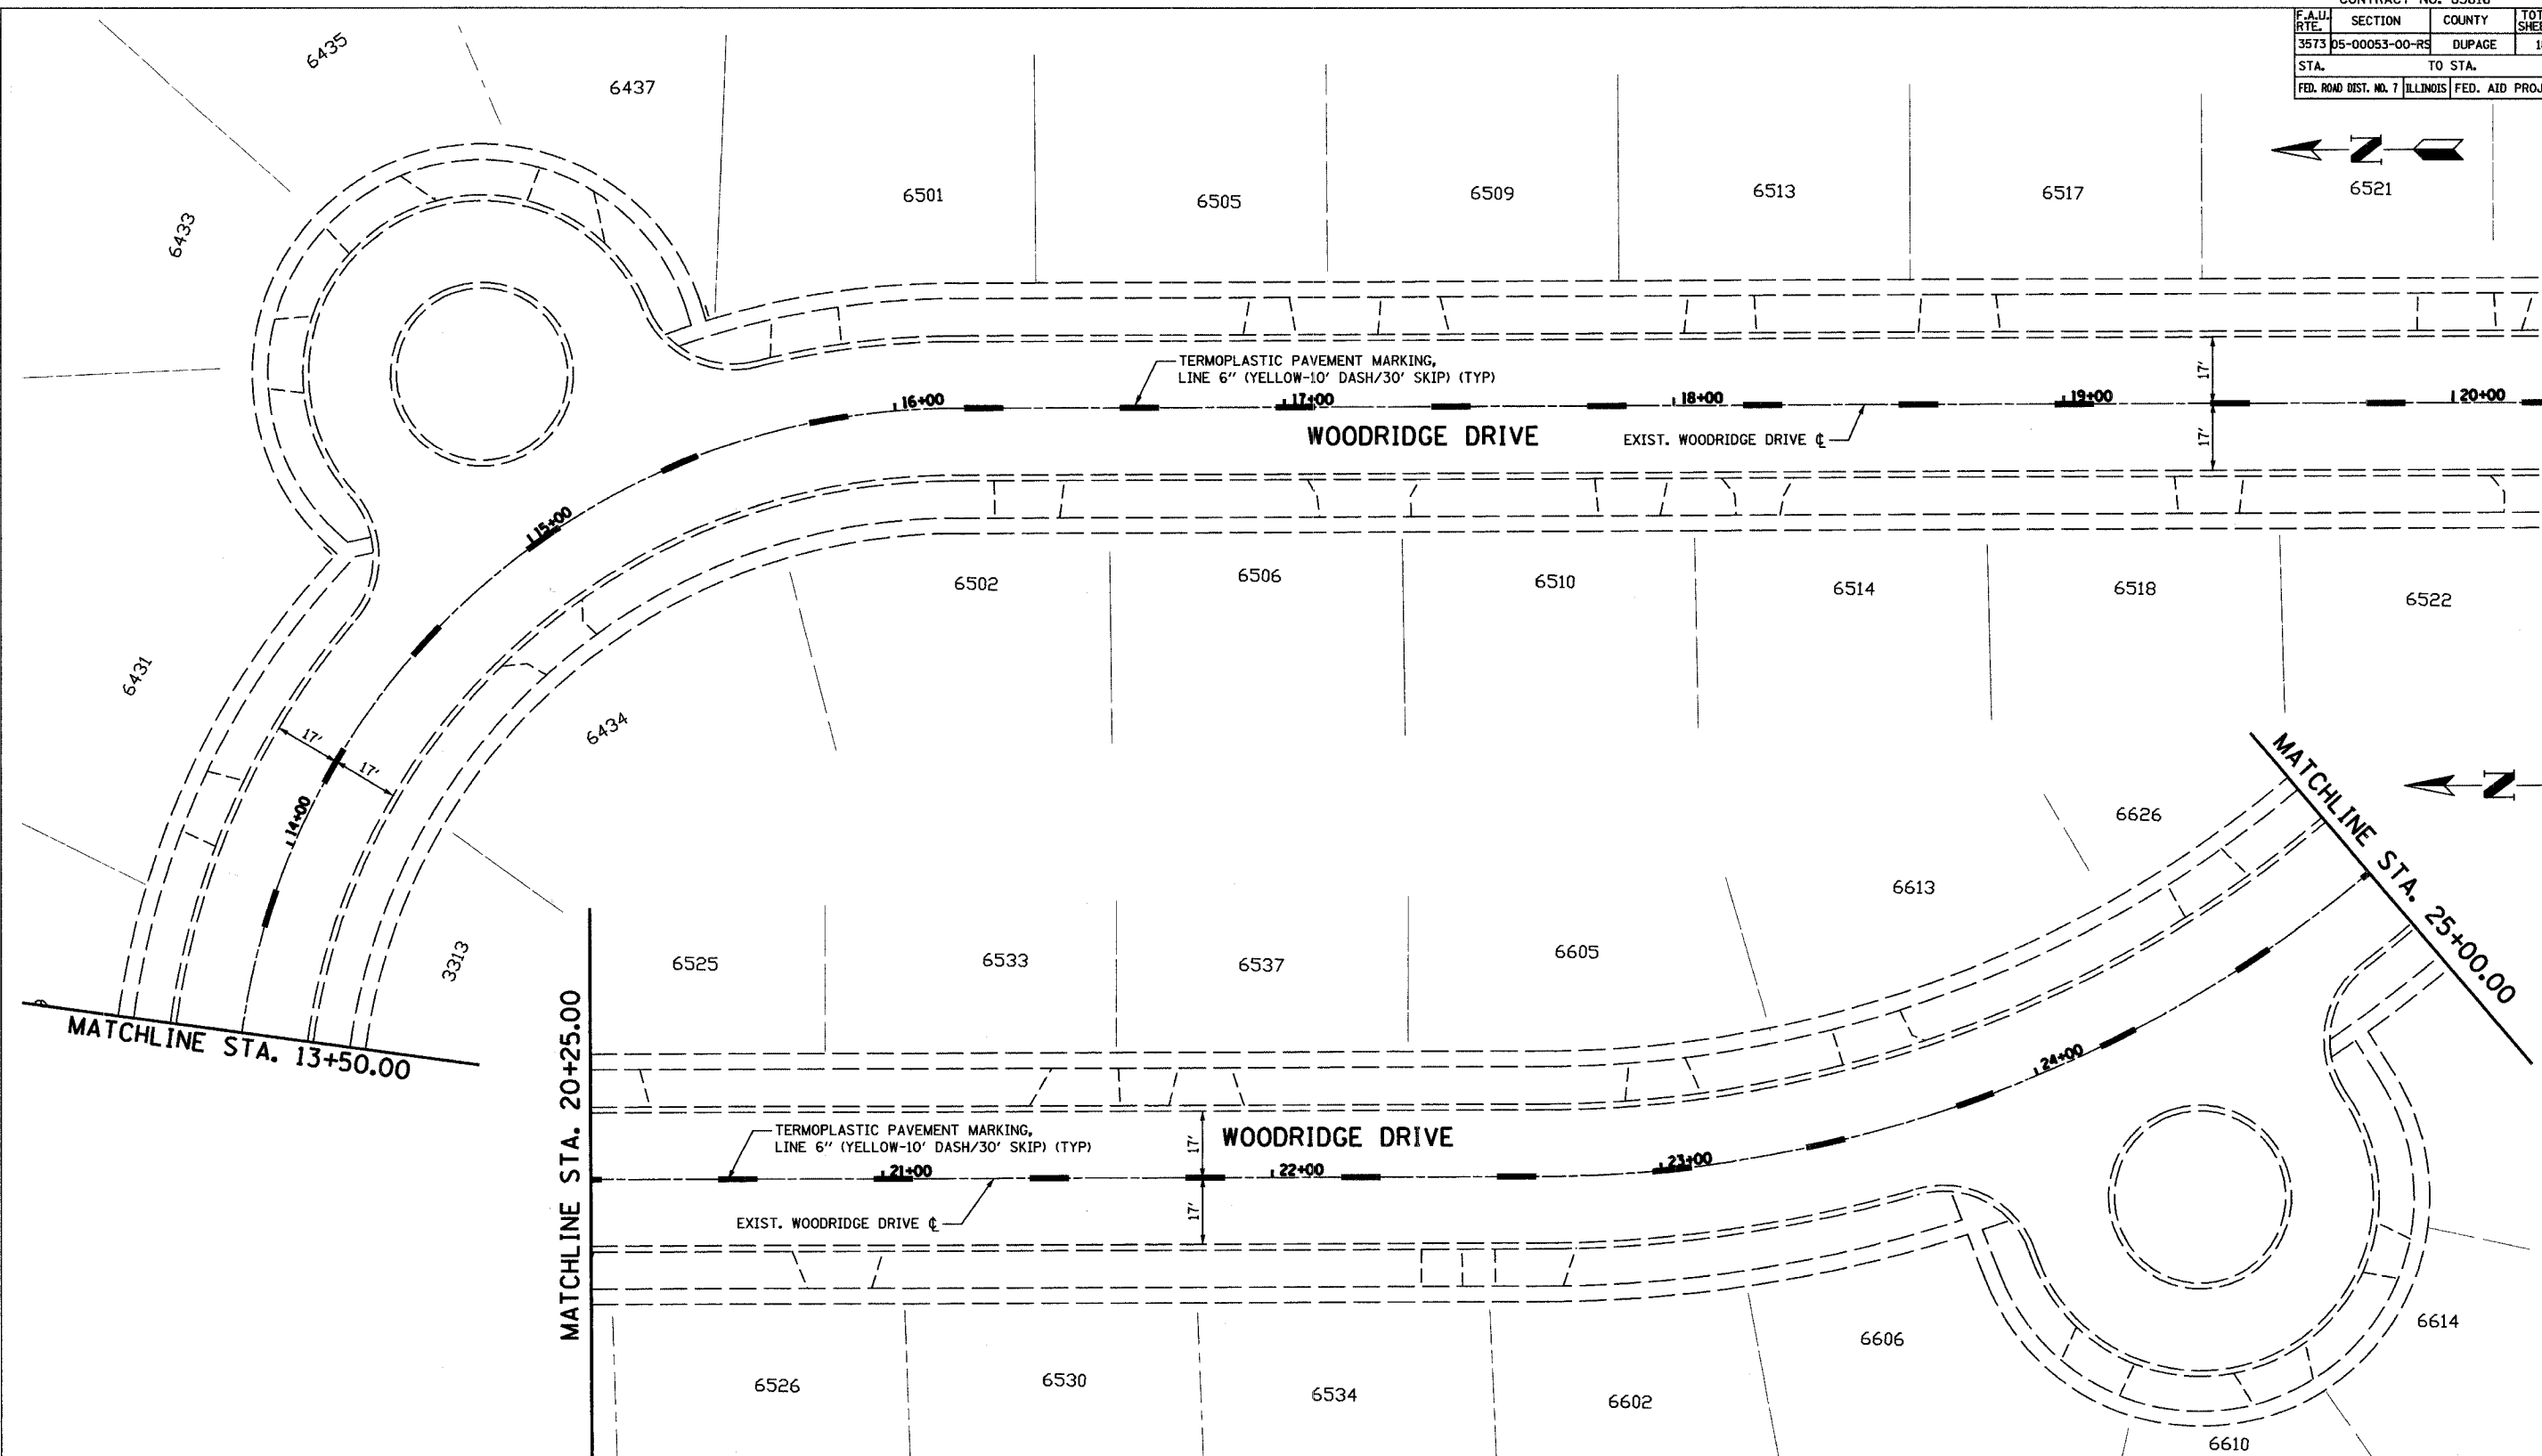 F.A.U. RTE.
SECTION
COUNTY
3573
05-00053-00-RS
DUPAGE
STA.
TO STA.
FED. ROAD DIST. NO. 7
ILLINOIS
FED. AID
N
6435
6437
6433
6501
6505
6509
6513
6517
6521
TERMOPLASTIC PAVEMENT MARKING,
LINE 6" (YELLOW-10' DASH/30' SKIP) (TYP)
16+00
17+00
18+00
19+00
20+00
17'
17'
WOODRIDGE DRIVE
EXIST. WOODRIDGE DRIVE ℄
15+00
6502
6506
6510
6514
6518
6522
6431
6434
17'
17'
14+00
3313
MATCHLINE STA. 13+50.00
MATCHLINE STA. 20+25.00
N
MATCHLINE STA. 25+00.00
6525
6533
6537
6605
6613
6626
TERMOPLASTIC PAVEMENT MARKING,
LINE 6" (YELLOW-10' DASH/30' SKIP) (TYP)
WOODRIDGE DRIVE
17'
17'
21+00
22+00
23+00
24+00
EXIST. WOODRIDGE DRIVE ℄
6526
6530
6534
6602
6606
6614
6610